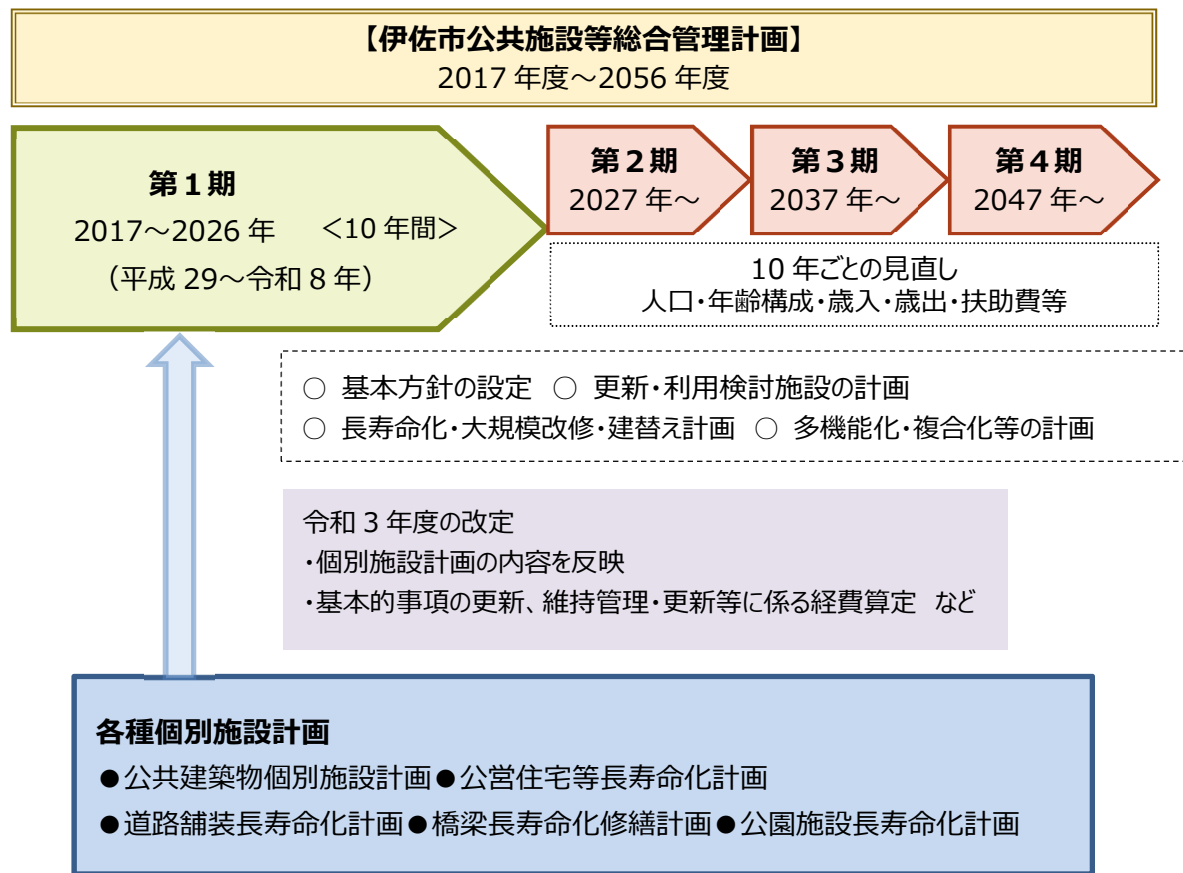 【伊佐市公共施設等総合管理計画】
2017 年度～2056 年度
第１期
2017～2026 年　＜10 年間＞
（平成 29～令和 8 年）
第２期
2027 年～
第３期
2037 年～
第４期
2047 年～
10 年ごとの見直し
人口・年齢構成・歳入・歳出・扶助費等
○ 基本方針の設定 ○ 更新・利用検討施設の計画
○ 長寿命化・大規模改修・建替え計画 ○ 多機能化・複合化等の計画
令和 3 年度の改定
・個別施設計画の内容を反映
・基本的事項の更新、維持管理・更新等に係る経費算定　など
各種個別施設計画
●公共建築物個別施設計画●公営住宅等長寿命化計画
●道路舗装長寿命化計画●橋梁長寿命化修繕計画●公園施設長寿命化計画